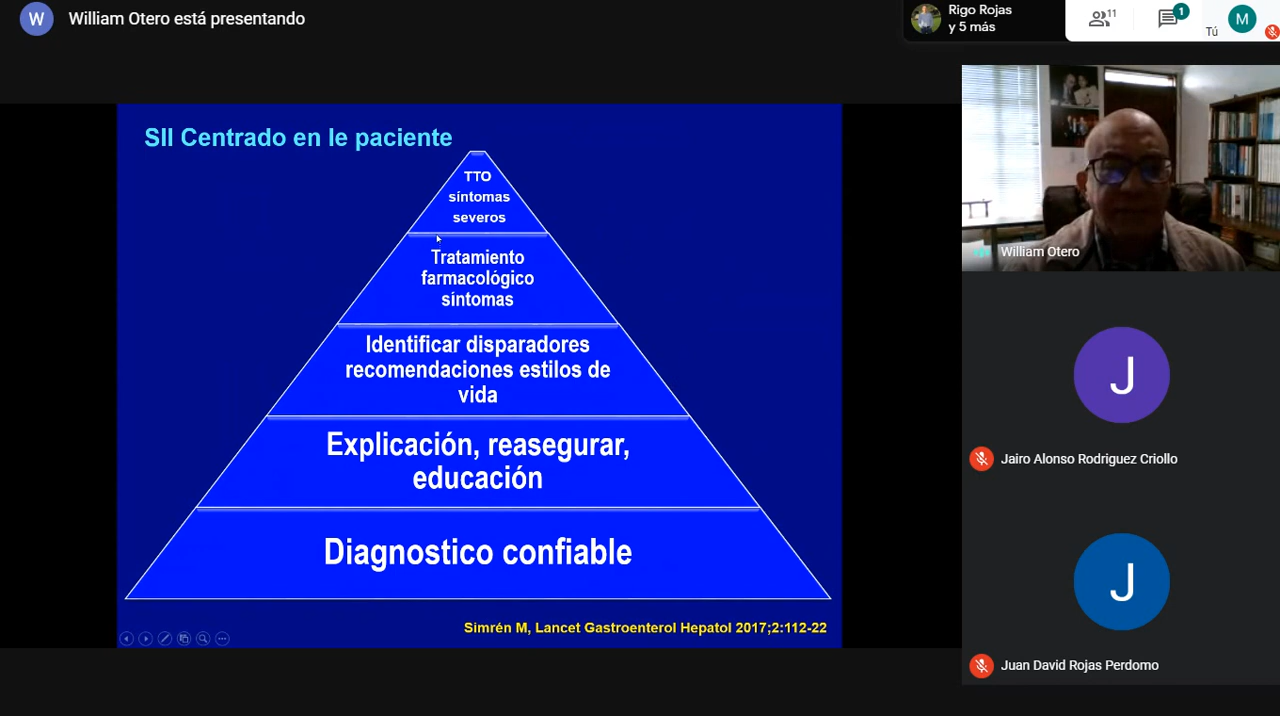 W
William Otero está presentando
Rigo Rojas
y 5 más
11
1
Tú
M
SII Centrado en le paciente
TTO
síntomas
severos
Tratamiento
farmacológico
síntomas
Identificar disparadores
recomendaciones estilos de
vida
Explicación, reasegurar,
educación
Diagnostico confiable
Simrén M, Lancet Gastroenterol Hepatol 2017;2:112-22
William Otero
J
Jairo Alonso Rodriguez Criollo
J
Juan David Rojas Perdomo